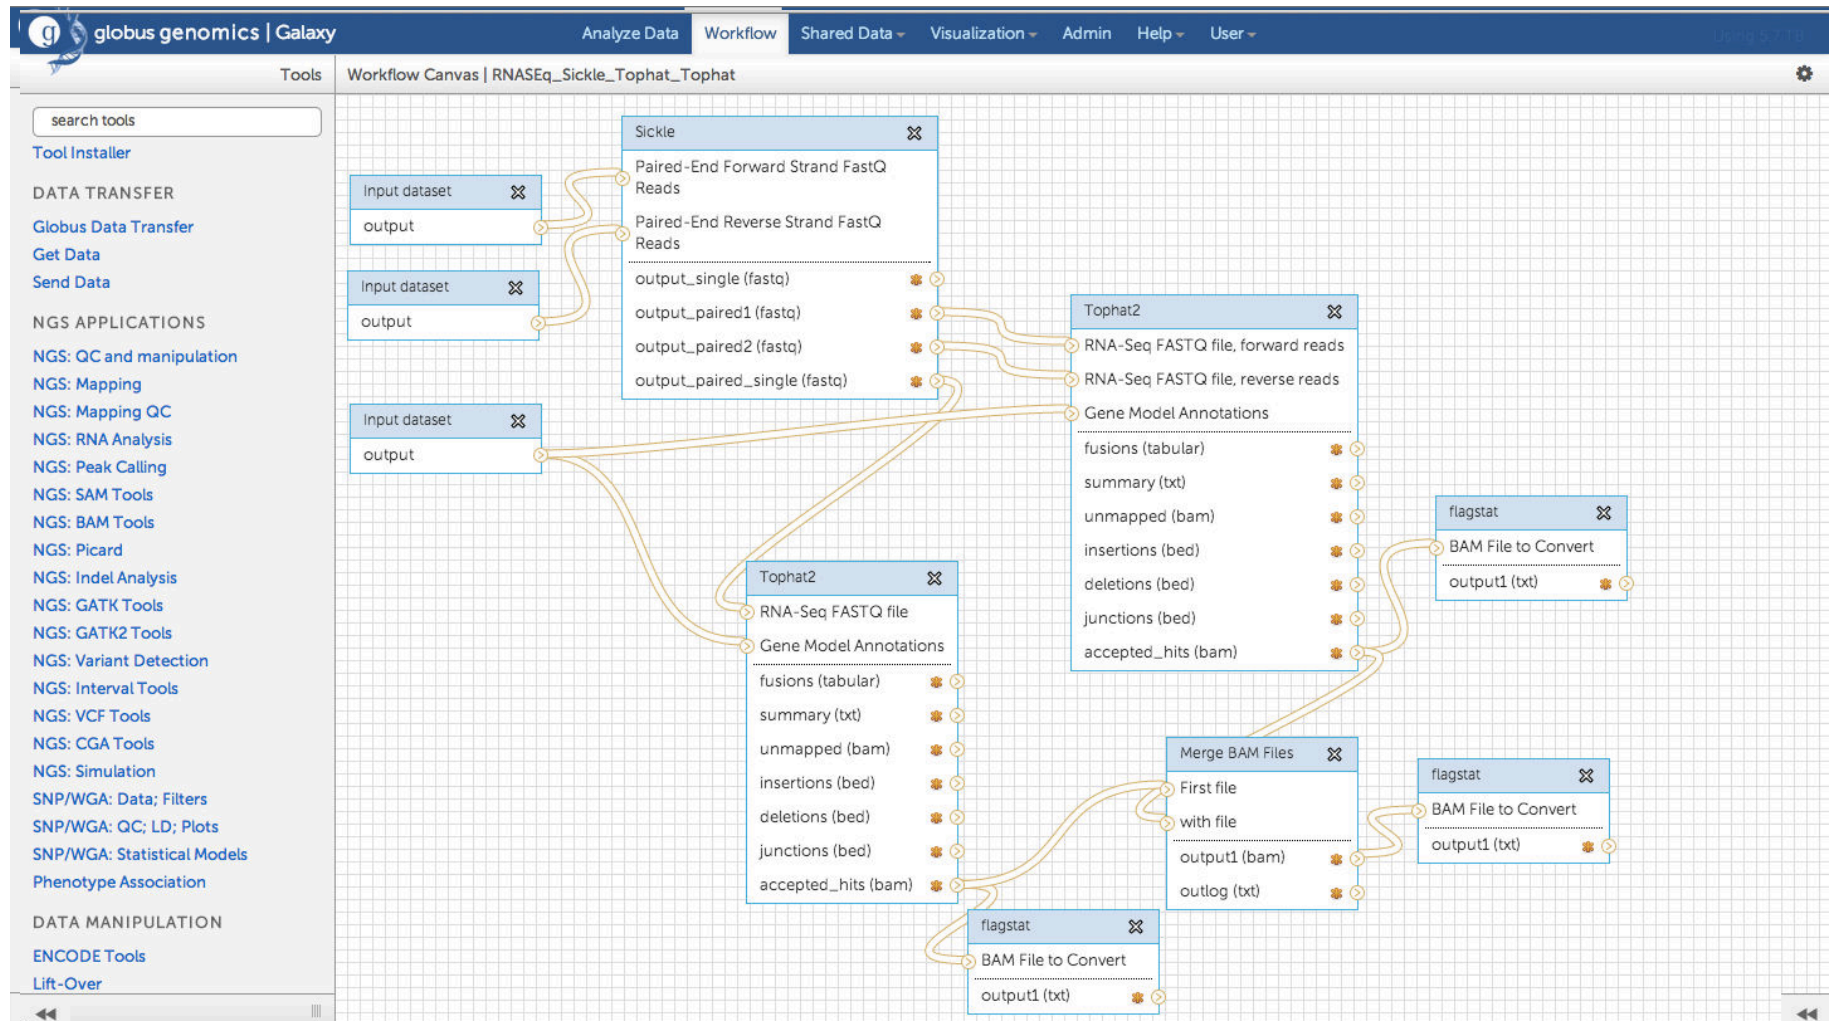 globus genomics | Galaxy
Analyze Data
Workflow
Shared Data
Visualization
Admin
Help
User
Using 5.7 TB
Tools
Workflow Canvas | RNASEq_Sickle_Tophat_Tophat
search tools
Tool Installer
DATA TRANSFER
Globus Data Transfer
Get Data
Send Data
NGS APPLICATIONS
NGS: QC and manipulation
NGS: Mapping
NGS: Mapping QC
NGS: RNA Analysis
NGS: Peak Calling
NGS: SAM Tools
NGS: BAM Tools
NGS: Picard
NGS: Indel Analysis
NGS: GATK Tools
NGS: GATK2 Tools
NGS: Variant Detection
NGS: Interval Tools
NGS: VCF Tools
NGS: CGA Tools
NGS: Simulation
SNP/WGA: Data; Filters
SNP/WGA: QC; LD; Plots
SNP/WGA: Statistical Models
Phenotype Association
DATA MANIPULATION
ENCODE Tools
Lift-Over
Input dataset
output
Input dataset
output
Input dataset
output
Sickle
Paired-End Forward Strand FastQ
Reads
Paired-End Reverse Strand FastQ
Reads
output_single (fastq)
output_paired1 (fastq)
output_paired2 (fastq)
output_paired_single (fastq)
Tophat2
RNA-Seq FASTQ file, forward reads
RNA-Seq FASTQ file, reverse reads
Gene Model Annotations
fusions (tabular)
summary (txt)
unmapped (bam)
insertions (bed)
deletions (bed)
junctions (bed)
accepted_hits (bam)
flagstat
BAM File to Convert
output1 (txt)
Tophat2
RNA-Seq FASTQ file
Gene Model Annotations
fusions (tabular)
summary (txt)
unmapped (bam)
insertions (bed)
deletions (bed)
junctions (bed)
accepted_hits (bam)
Merge BAM Files
First file
with file
output1 (bam)
outlog (txt)
flagstat
BAM File to Convert
output1 (txt)
flagstat
BAM File to Convert
output1 (txt)